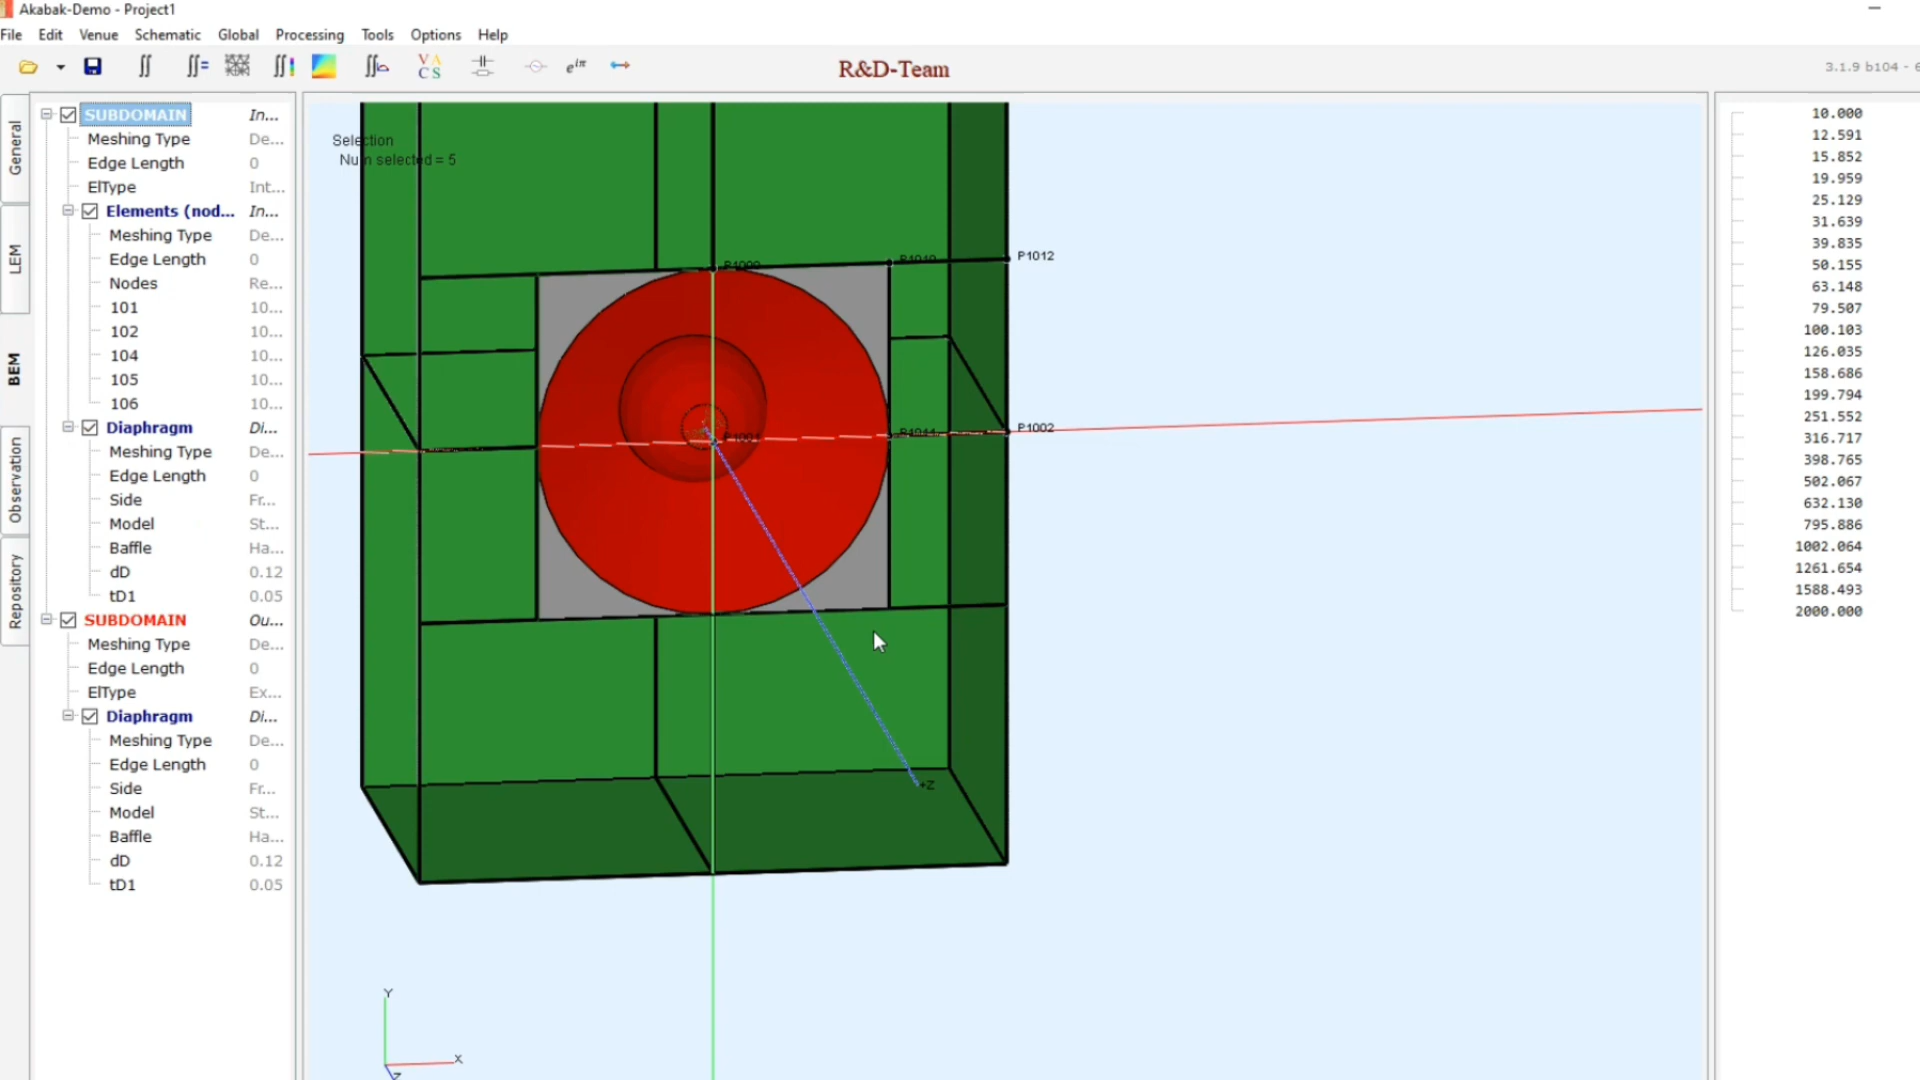 Akabak-Demo - Project1
File Edit Venue Schematic Global Processing Tools Options Help
VACS
e^iπ
R&D-Team
3.1.9 b104 - 6
General
LEM
BEM
Observation
Repository
SUBDOMAIN In...
Meshing Type De...
Edge Length 0
ElType Int...
Elements (nod... In...
Meshing Type De...
Edge Length 0
Nodes Re...
101 10...
102 10...
104 10...
105 10...
106 10...
Diaphragm Di...
Meshing Type De...
Edge Length 0
Side Fr...
Model St...
Baffle Ha...
dD 0.12
tD1 0.05
SUBDOMAIN Ou...
Meshing Type De...
Edge Length 0
ElType Ex...
Diaphragm Di...
Meshing Type De...
Edge Length 0
Side Fr...
Model St...
Baffle Ha...
dD 0.12
tD1 0.05
Selection
Num selected = 5
P1012
P1002
+Z
Y
X
Z
10.000
12.591
15.852
19.959
25.129
31.639
39.835
50.155
63.148
79.507
100.103
126.035
158.686
199.794
251.552
316.717
398.765
502.067
632.130
795.886
1002.064
1261.654
1588.493
2000.000